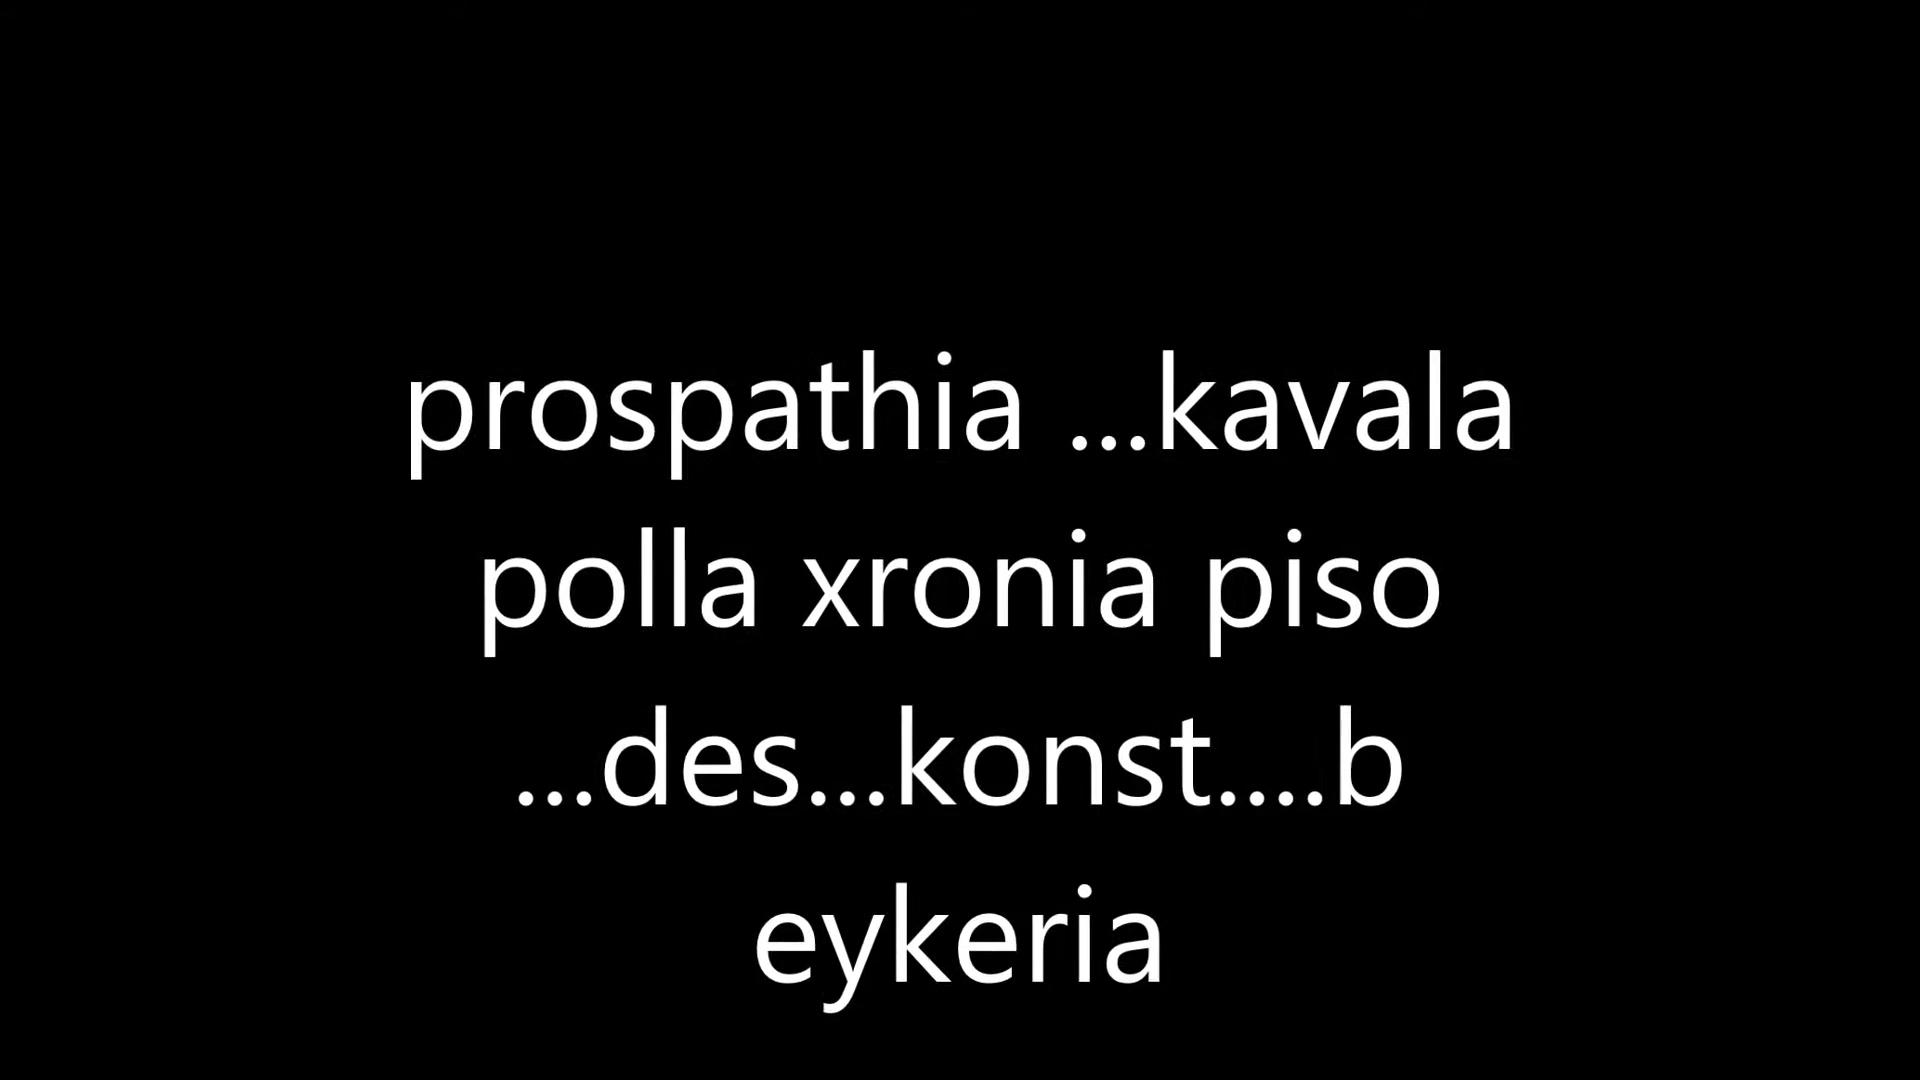 prospathia ...kavala
polla xronia piso
...des...konst....b
eykeria